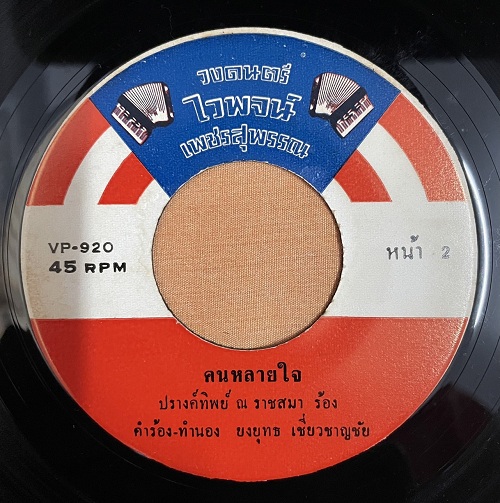 วงดนตรี
ไวพจน์
เพชรสุพรรณ
VP-920
45 RPM
หน้า 2
คนหลายใจ
ปรางค์ทิพย์ ณ ราชสมา ร้อง
คำร้อง-ทำนอง ยงยุทธ เชี่ยวชาญชัย